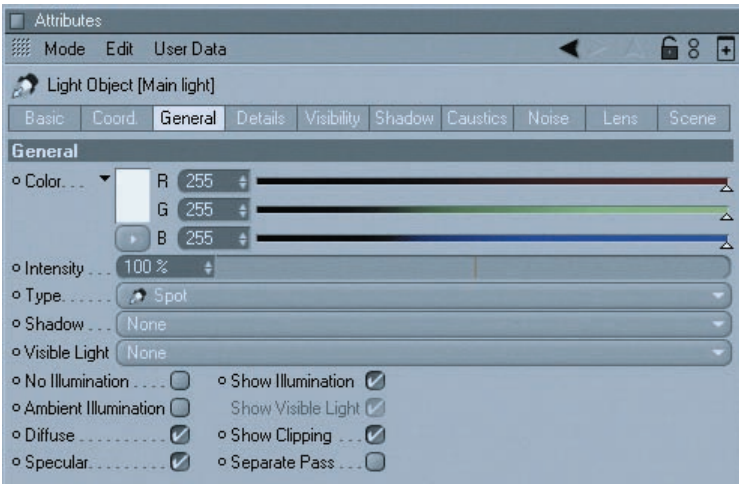 Attributes
Mode Edit User Data
Light Object [Main light]
Basic Coord. General Details Visibility Shadow Caustics Noise Lens Scene
General
Color. . . R 255
G 255
B 255
Intensity . . . 100 %
Type. . . . . . Spot
Shadow . . . None
Visible Light None
No Illumination . . . . Show Illumination
Ambient Illumination Show Visible Light
Diffuse . . . . . . . . . . Show Clipping . . .
Specular. . . . . . . . . Separate Pass . . .